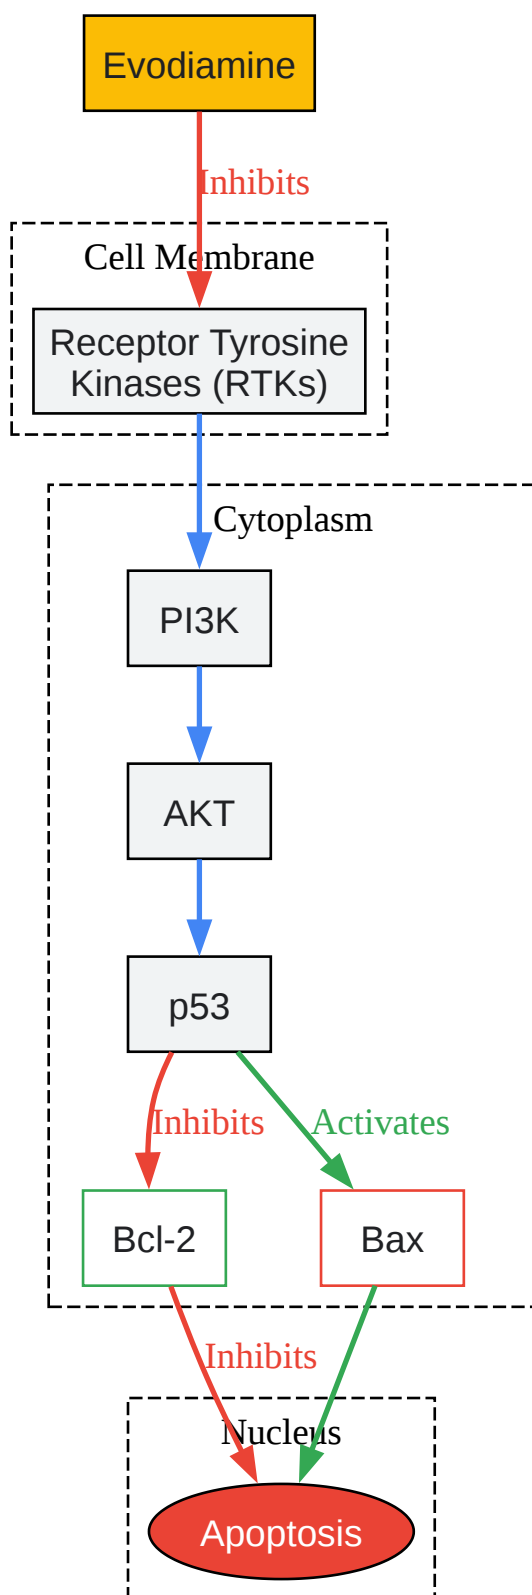 Evodiamine
Inhibits
Cell Membrane
Receptor Tyrosine
Kinases (RTKs)
Cytoplasm
PI3K
AKT
p53
Inhibits
Activates
Bcl-2
Bax
Inhibits
Nucleus
Apoptosis